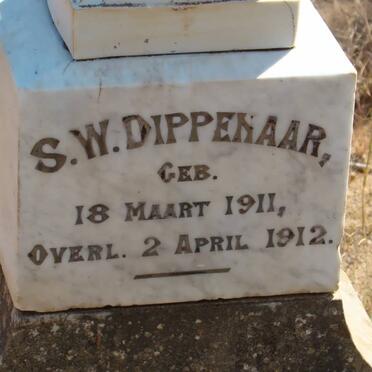 S.W. DIPPENAAR,
GEB.
18 MAART 1911,
OVERL. 2 APRIL 1912.